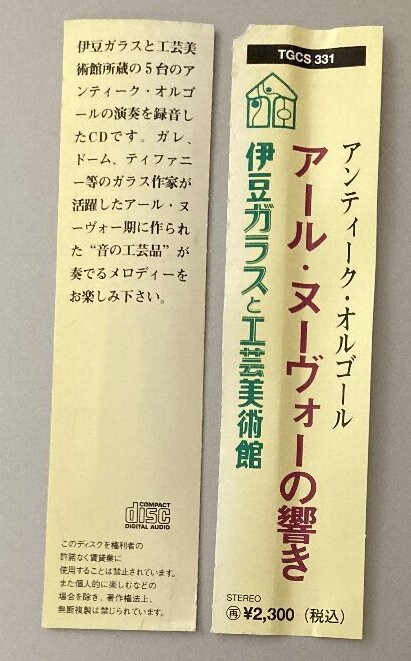 伊豆ガラスと工芸美
術館所蔵の５台のア
ンティーク・オルゴ
ールの演奏を録音し
たCDです。ガレ、
ドーム、ティファニ
ー等のガラス作家が
活躍したアール・ヌ
ーヴォー期に作られ
た“音の工芸品”が
奏でるメロディーを
お楽しみ下さい。
COMPACT
disc
DIGITAL AUDIO
このディスクを権利者の
許諾なく賃貸業に
使用することは禁止されています。
また個人的に楽しむなどの
場合を除き、著作権法上、
無断複製は禁じられています。
TGCS 331
アンティーク・オルゴール
アール・ヌーヴォーの響き
伊豆ガラスと工芸美術館
STEREO
再 ¥2,300（税込）